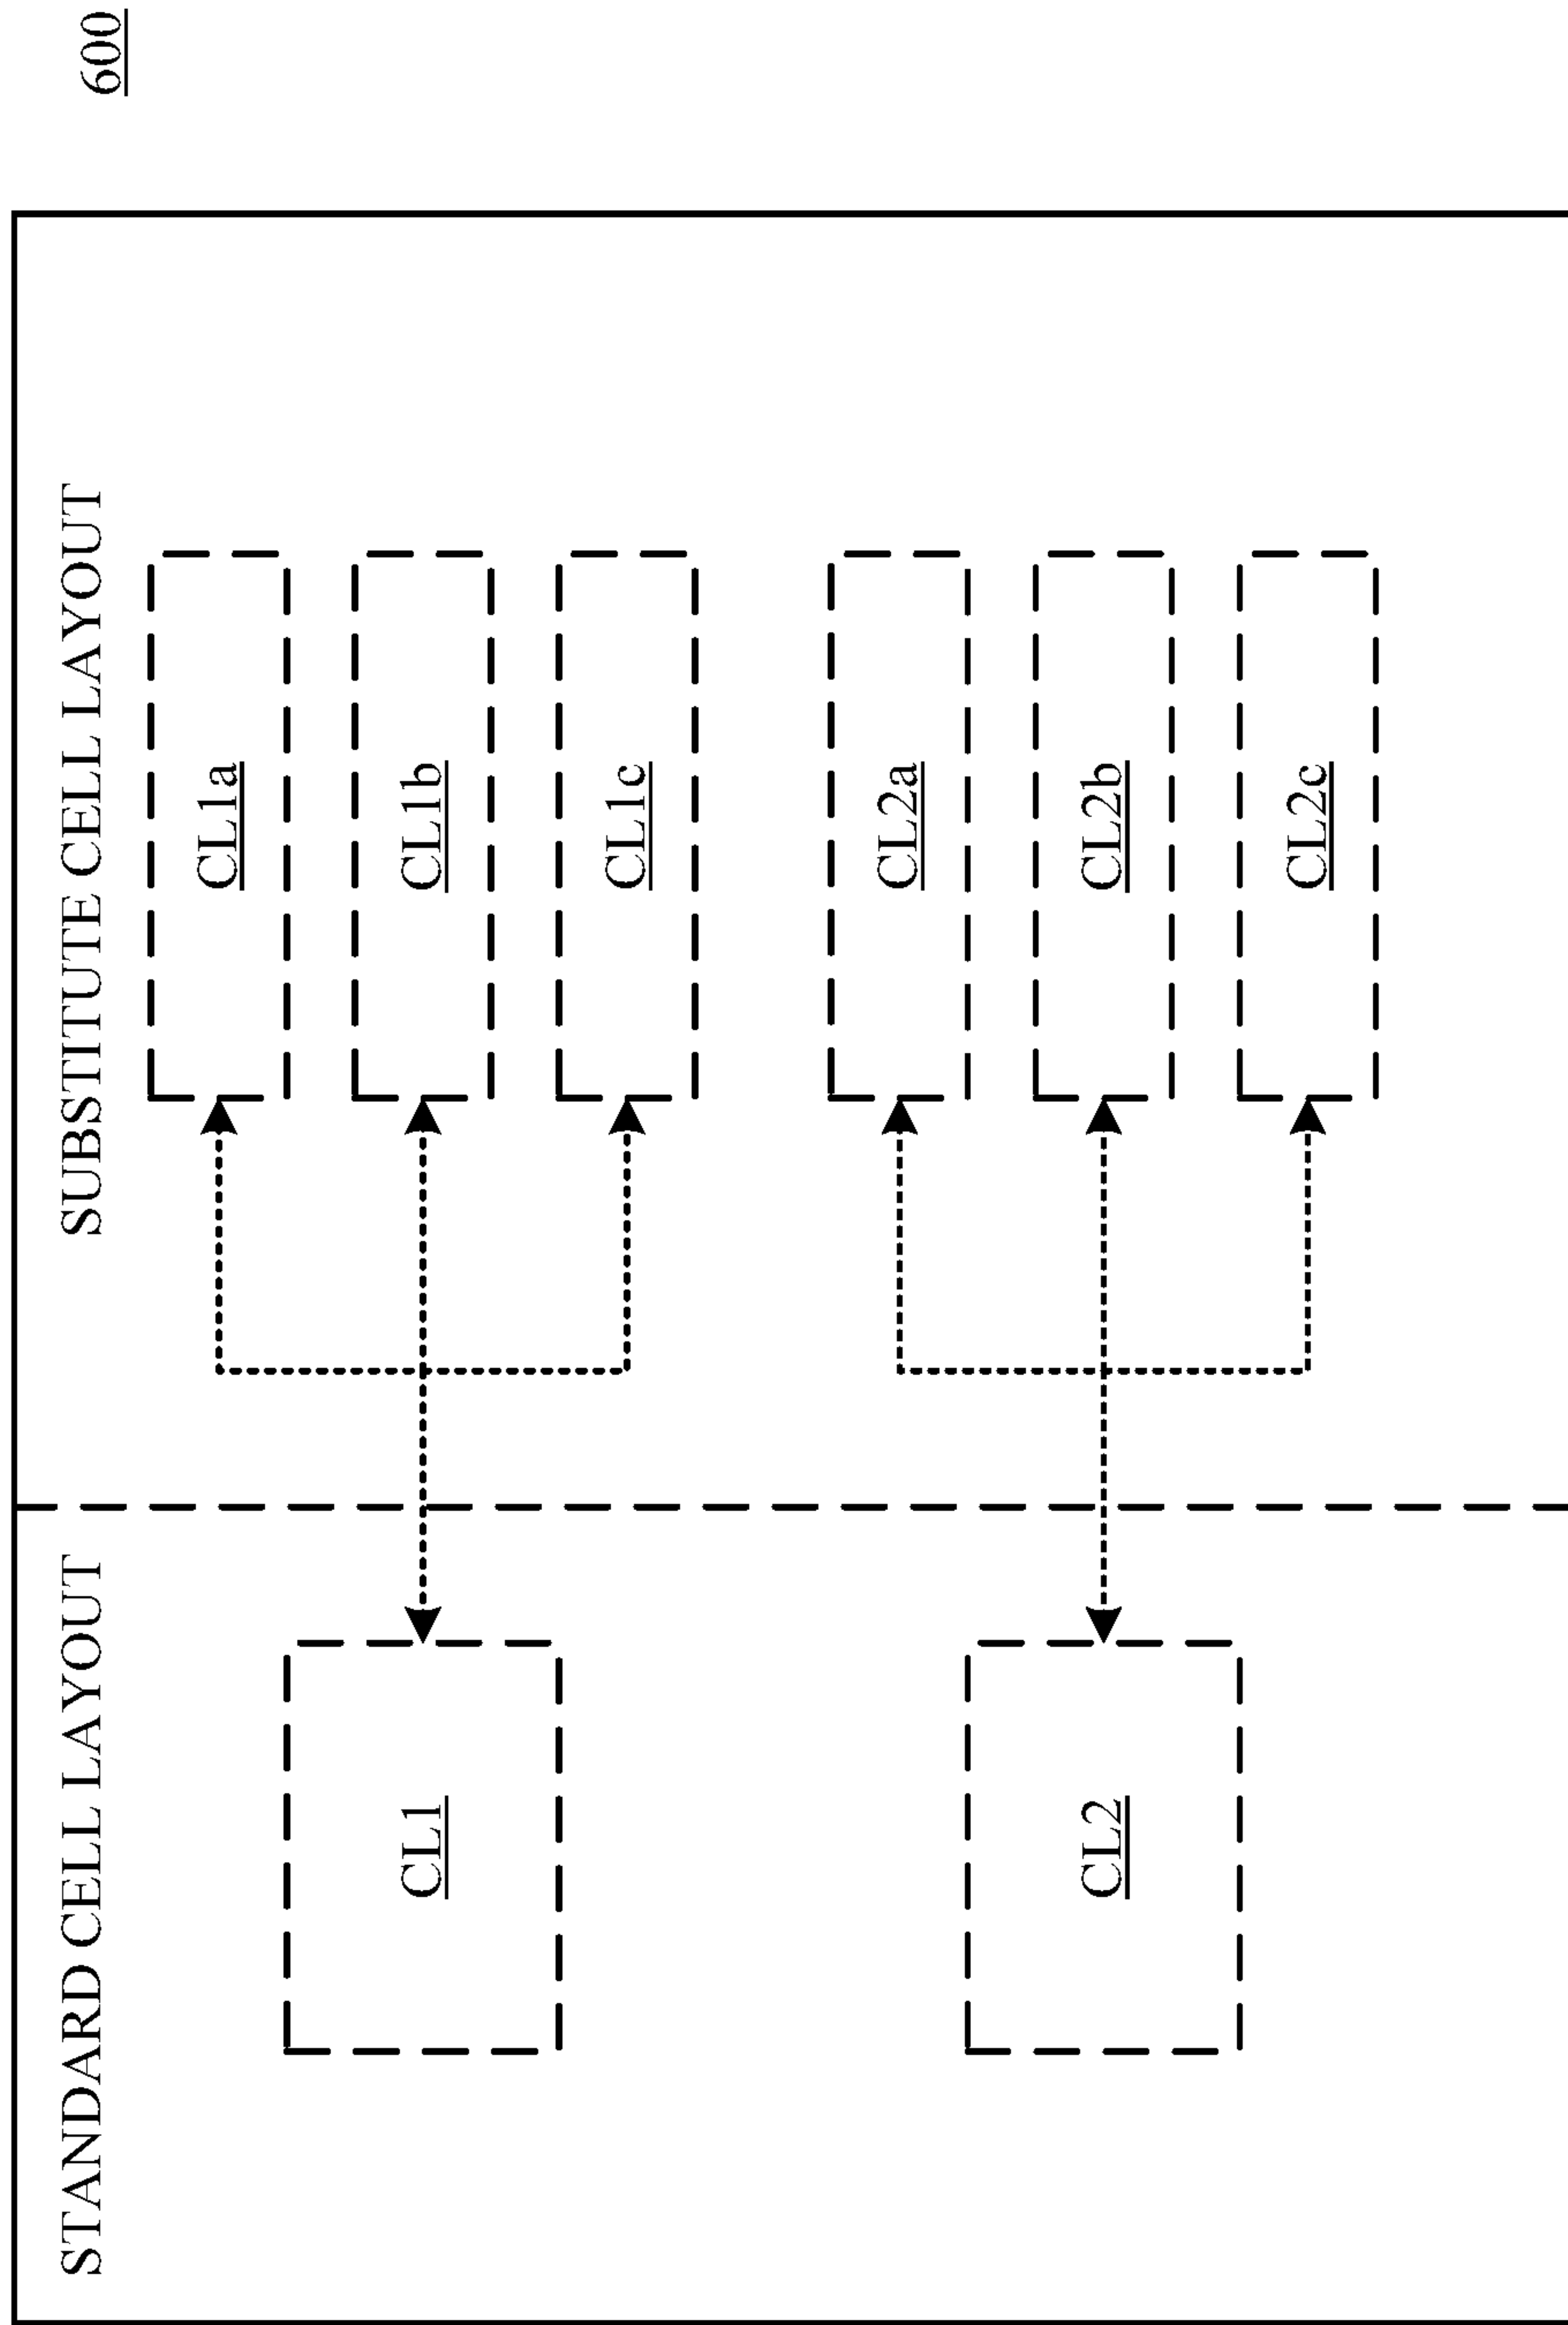 600
STANDARD CELL LAYOUT
SUBSTITUTE CELL LAYOUT
CL1
CL1a
CL1b
CL1c
CL2
CL2a
CL2b
CL2c